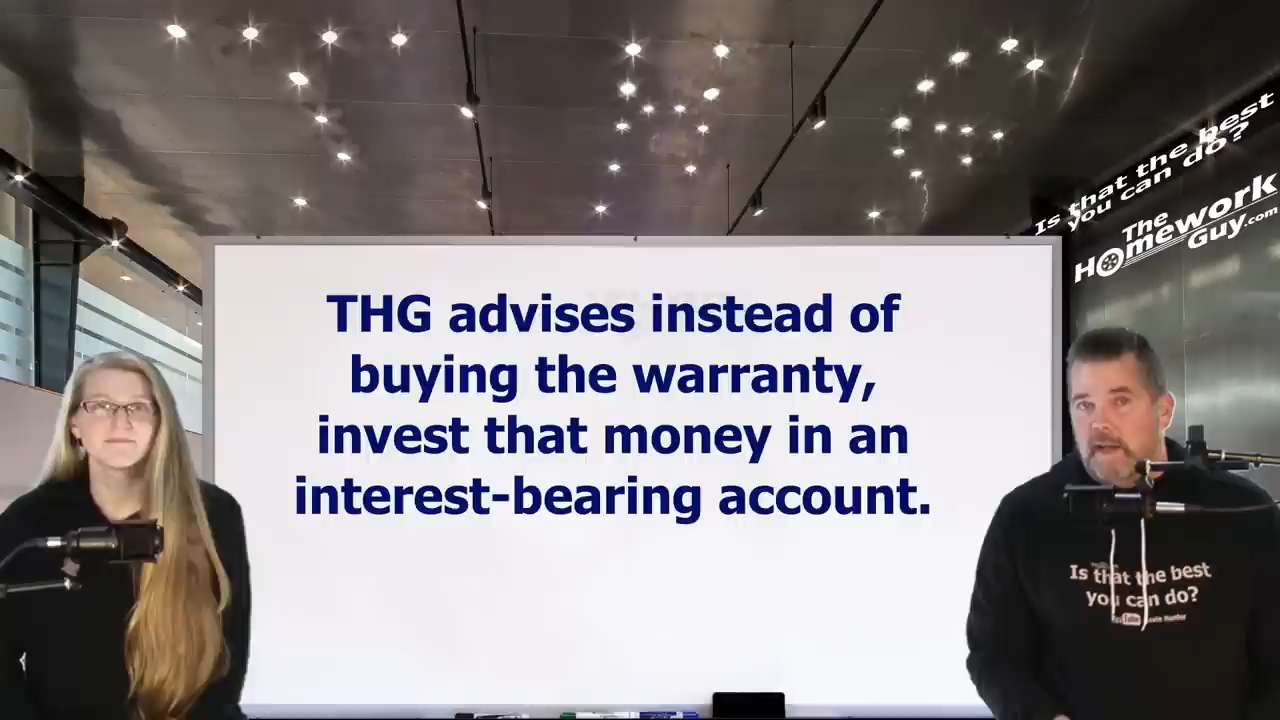 Is that the best
you can do?
The
Homework
Guy.com
THG advises instead of
buying the warranty,
invest that money in an
interest-bearing account.
Is that the best
you can do?